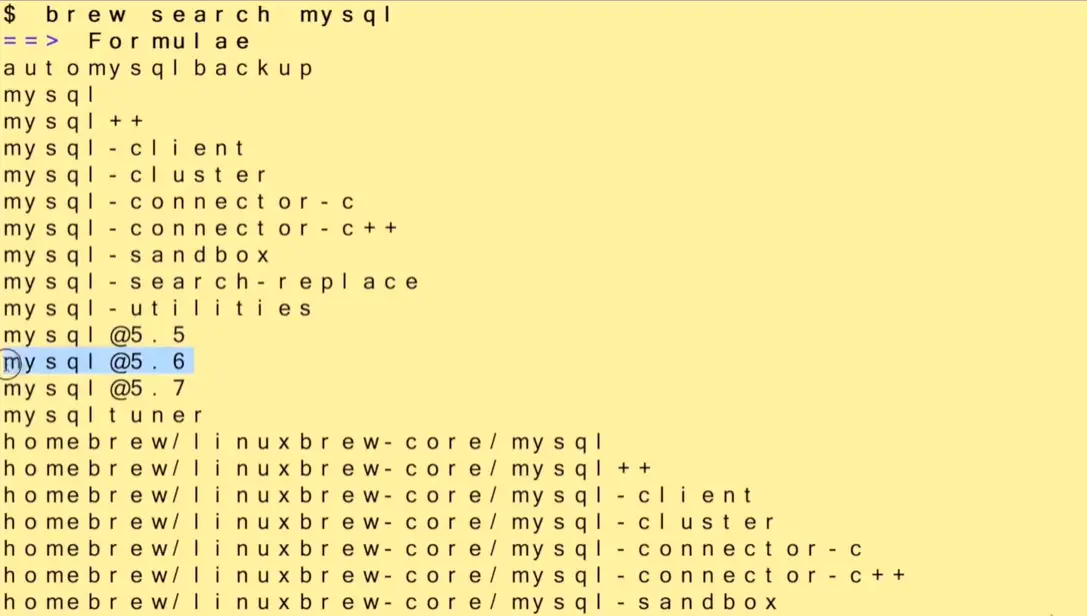 $ brew search mysql
==> Formulae
automysqlbackup
mysql
mysql++
mysql-client
mysql-cluster
mysql-connector-c
mysql-connector-c++
mysql-sandbox
mysql-search-replace
mysql-utilities
mysql@5.5
mysql@5.6
mysql@5.7
mysqltuner
homebrew/linuxbrew-core/mysql
homebrew/linuxbrew-core/mysql++
homebrew/linuxbrew-core/mysql-client
homebrew/linuxbrew-core/mysql-cluster
homebrew/linuxbrew-core/mysql-connector-c
homebrew/linuxbrew-core/mysql-connector-c++
homebrew/linuxbrew-core/mysql-sandbox